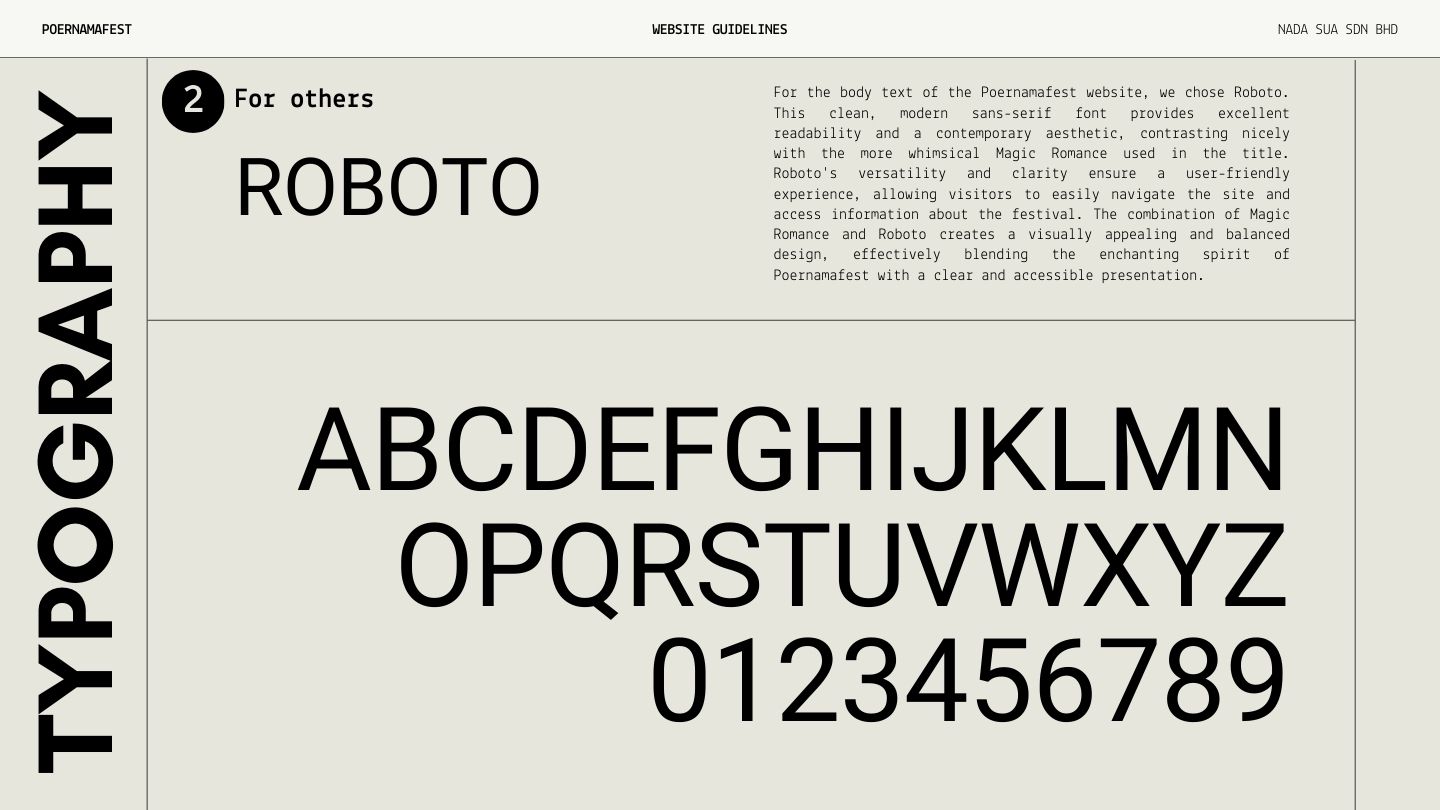 POERNAMAFEST
WEBSITE GUIDELINES
NADA SUA SDN BHD
TYPOGRAPHY
2
For others
ROBOTO
For the body text of the Poernamafest website, we chose Roboto.
This clean, modern sans-serif font provides excellent
readability and a contemporary aesthetic, contrasting nicely
with the more whimsical Magic Romance used in the title.
Roboto's versatility and clarity ensure a user-friendly
experience, allowing visitors to easily navigate the site and
access information about the festival. The combination of Magic
Romance and Roboto creates a visually appealing and balanced
design, effectively blending the enchanting spirit of
Poernamafest with a clear and accessible presentation.
ABCDEFGHIJKLMN
OPQRSTUVWXYZ
0123456789